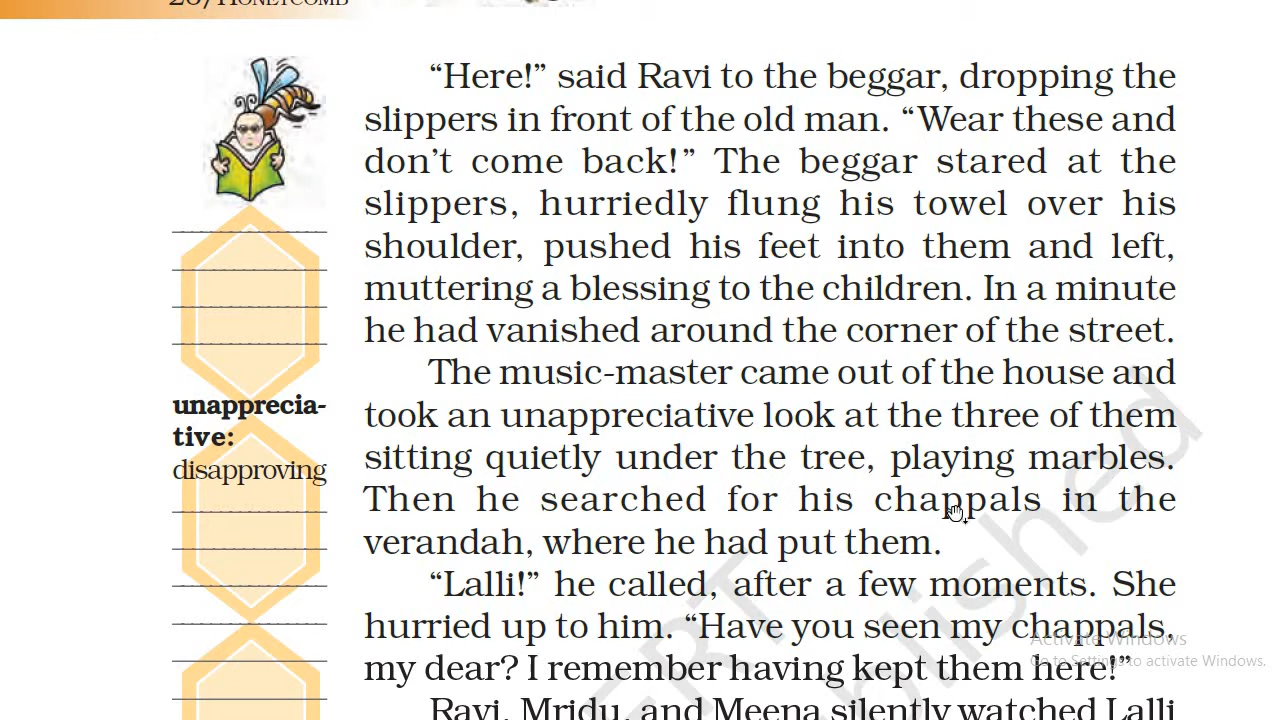 “Here!” said Ravi to the beggar, dropping the
slippers in front of the old man. “Wear these and
don’t come back!” The beggar stared at the
slippers, hurriedly flung his towel over his
shoulder, pushed his feet into them and left,
muttering a blessing to the children. In a minute
he had vanished around the corner of the street.
The music-master came out of the house and
took an unappreciative look at the three of them
sitting quietly under the tree, playing marbles.
Then he searched for his chappals in the
verandah, where he had put them.
“Lalli!” he called, after a few moments. She
hurried up to him. “Have you seen my chappals,
my dear? I remember having kept them here!”
Ravi, Mridu, and Meena silently watched Lalli
unapprecia-
tive:
disapproving
Activate Windows
Go to Settings to activate Windows.